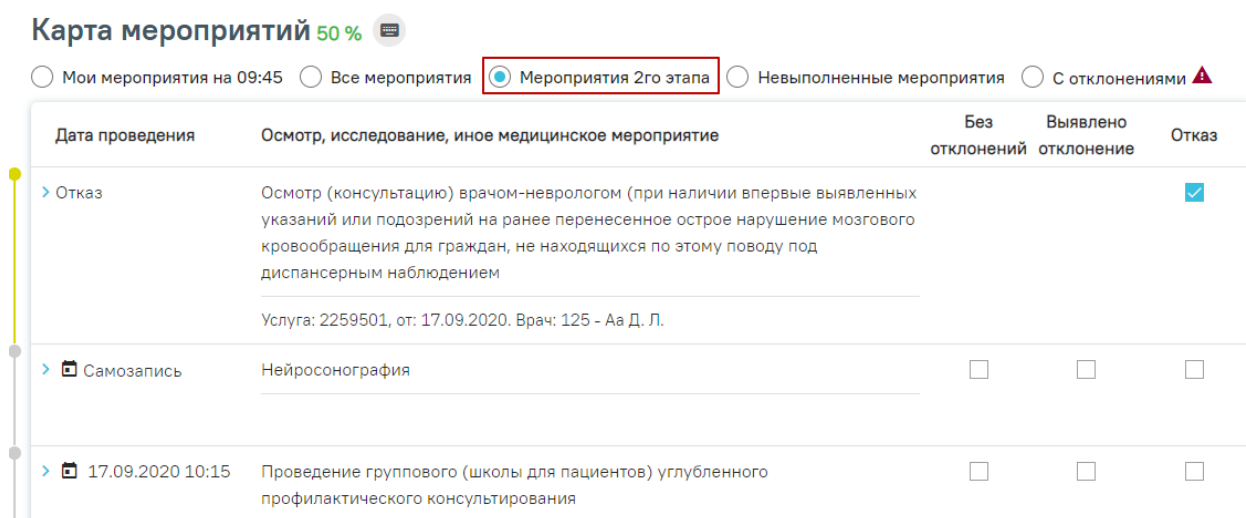 Карта мероприятий 50 %
Мои мероприятия на 09:45 Все мероприятия Мероприятия 2го этапа Невыполненные мероприятия С отклонениями
Дата проведения Осмотр, исследование, иное медицинское мероприятие Без отклонений Выявлено отклонение Отказ
Отказ Осмотр (консультацию) врачом-неврологом (при наличии впервые выявленных
указаний или подозрений на ранее перенесенное острое нарушение мозгового
кровообращения для граждан, не находящихся по этому поводу под
диспансерным наблюдением
Услуга: 2259501, от: 17.09.2020. Врач: 125 - Аа Д. Л.
Самозапись Нейросонография
17.09.2020 10:15 Проведение группового (школы для пациентов) углубленного
профилактического консультирования